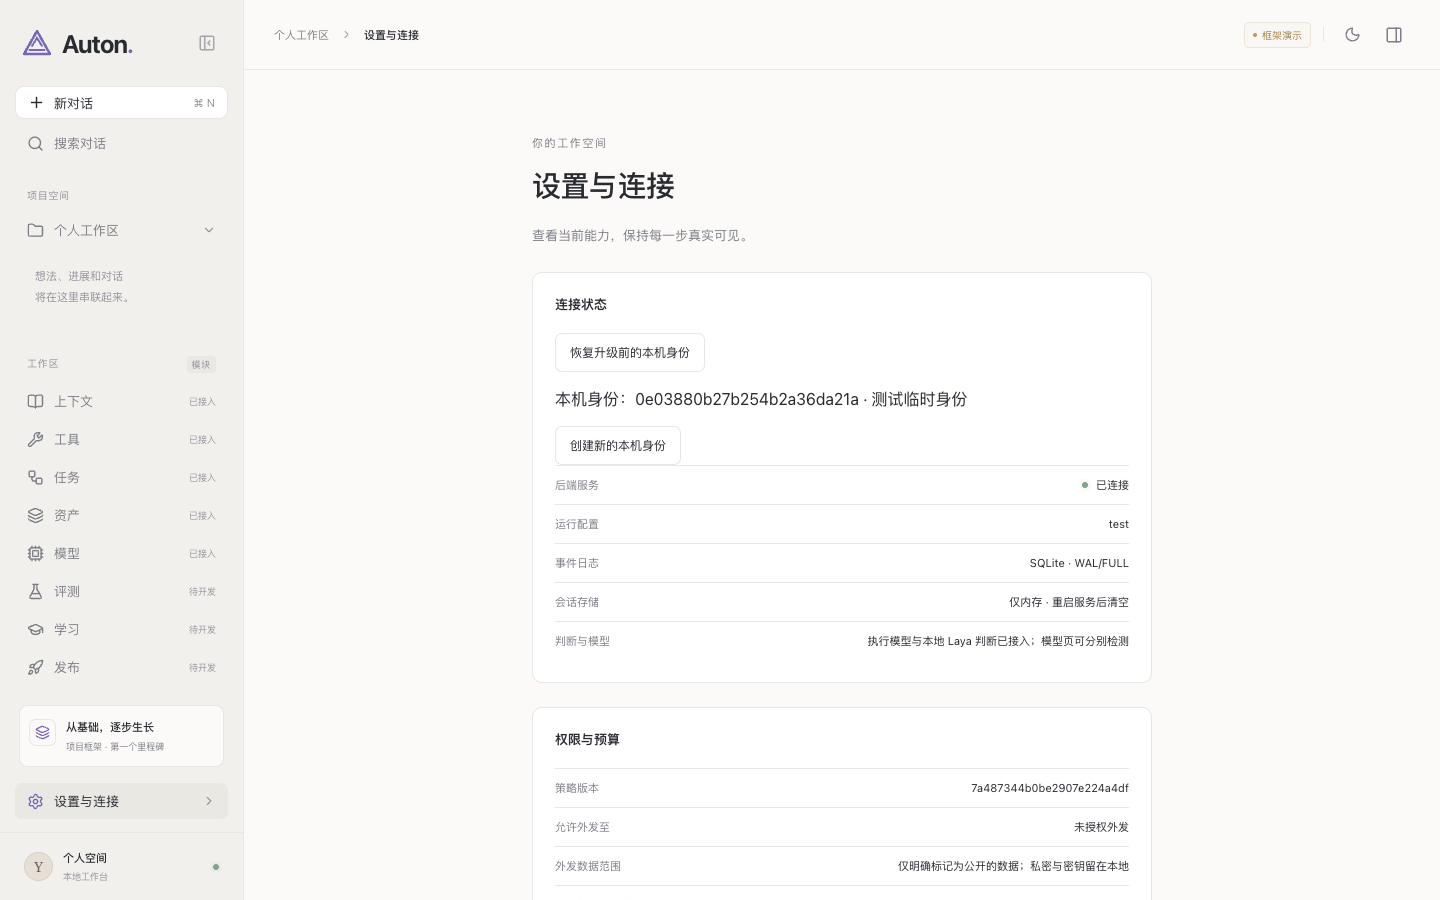 Auton.
新对话
⌘ N
搜索对话
项目空间
个人工作区
想法、进展和对话
将在这里串联起来。
工作区
模块
上下文
已接入
工具
已接入
任务
已接入
资产
已接入
模型
已接入
评测
待开发
学习
待开发
发布
待开发
从基础，逐步生长
项目框架 · 第一个里程碑
设置与连接
Y
个人空间
本地工作台
个人工作区
设置与连接
框架演示
你的工作空间
设置与连接
查看当前能力，保持每一步真实可见。
连接状态
恢复升级前的本机身份
本机身份：0e03880b27b254b2a36da21a · 测试临时身份
创建新的本机身份
后端服务
已连接
运行配置
test
事件日志
SQLite · WAL/FULL
会话存储
仅内存 · 重启服务后清空
判断与模型
执行模型与本地 Laya 判断已接入；模型页可分别检测
权限与预算
策略版本
7a487344b0be2907e224a4df
允许外发至
未授权外发
外发数据范围
仅明确标记为公开的数据；私密与密钥留在本地